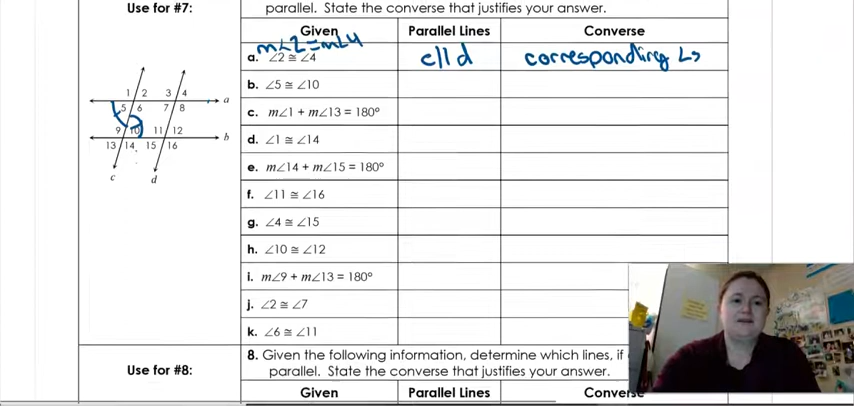 Use for #7:
parallel. State the converse that justifies your answer.
Given
Parallel Lines
Converse
m∠2=m∠4
a. ∠2 ≅ ∠4
c||d
corresponding ∠s
b. ∠5 ≅ ∠10
c. m∠1 + m∠13 = 180°
d. ∠1 ≅ ∠14
e. m∠14 + m∠15 = 180°
f. ∠11 ≅ ∠16
g. ∠4 ≅ ∠15
h. ∠10 ≅ ∠12
i. m∠9 + m∠13 = 180°
j. ∠2 ≅ ∠7
k. ∠6 ≅ ∠11
1 2 3 4
a
5 6 7 8
9 10 11 12
b
13 14 15 16
c d
Use for #8:
8. Given the following information, determine which lines, if
parallel. State the converse that justifies your answer.
Given
Parallel Lines
Converse